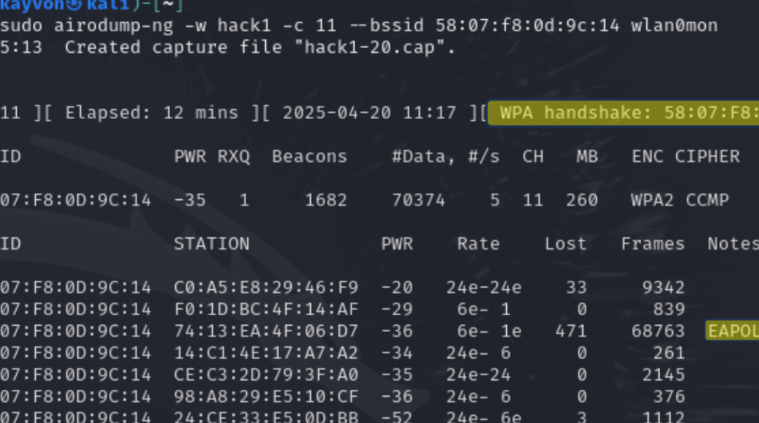 kayvon㉿kali)-[~]
sudo airodump-ng -w hack1 -c 11 --bssid 58:07:f8:0d:9c:14 wlan0mon
5:13 Created capture file "hack1-20.cap".
11 ][ Elapsed: 12 mins ][ 2025-04-20 11:17 ][ WPA handshake: 58:07:F8:
ID PWR RXQ Beacons #Data, #/s CH MB ENC CIPHER
07:F8:0D:9C:14 -35 1 1682 70374 5 11 260 WPA2 CCMP
ID STATION PWR Rate Lost Frames Notes
07:F8:0D:9C:14 C0:A5:E8:29:46:F9 -20 24e-24e 33 9342
07:F8:0D:9C:14 F0:1D:BC:4F:14:AF -29 6e- 1 0 839
07:F8:0D:9C:14 74:13:EA:4F:06:D7 -36 6e- 1e 471 68763 EAPOL
07:F8:0D:9C:14 14:C1:4E:17:A7:A2 -34 24e- 6 0 261
07:F8:0D:9C:14 CE:C3:2D:79:3F:A0 -35 24e-24 0 2145
07:F8:0D:9C:14 98:A8:29:E5:10:CF -36 24e- 6 0 376
07:F8:0D:9C:14 24:CE:33:E5:0D:BB -52 24e- 6e 3 1112